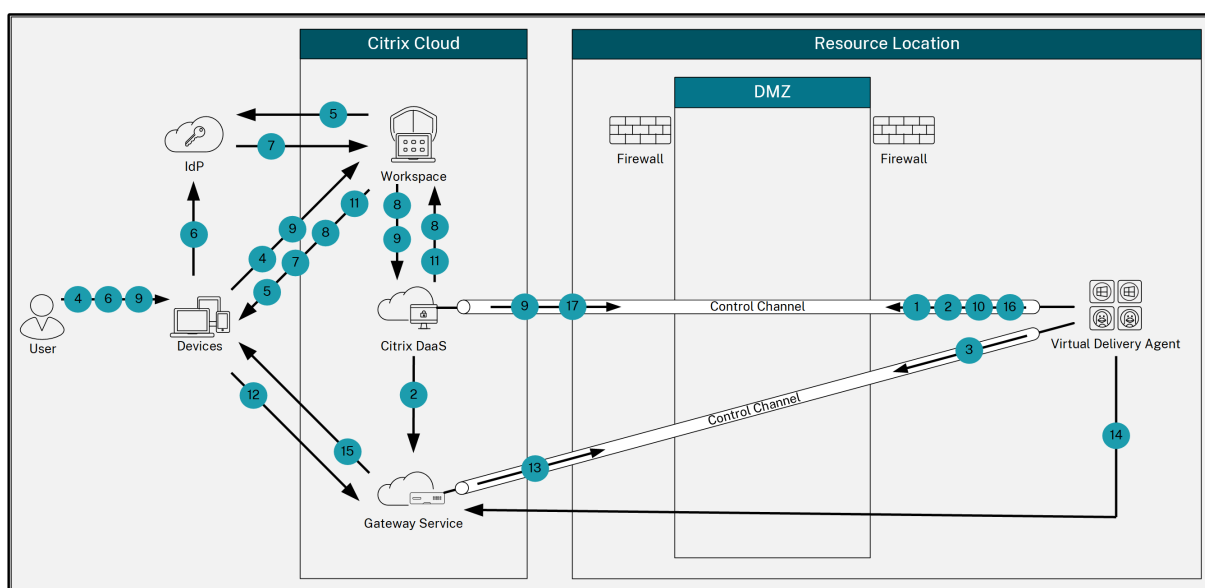 Citrix Cloud
Resource Location
DMZ
5
7
IdP
Workspace
Firewall
Firewall
6
4
9
11
8
7
5
8
9
8
11
4 6 9
User
Devices
Citrix DaaS
9 17
Control Channel
1 2 10 16
Virtual Delivery Agent
3
2
12
15
Control Channel
13
14
Gateway Service